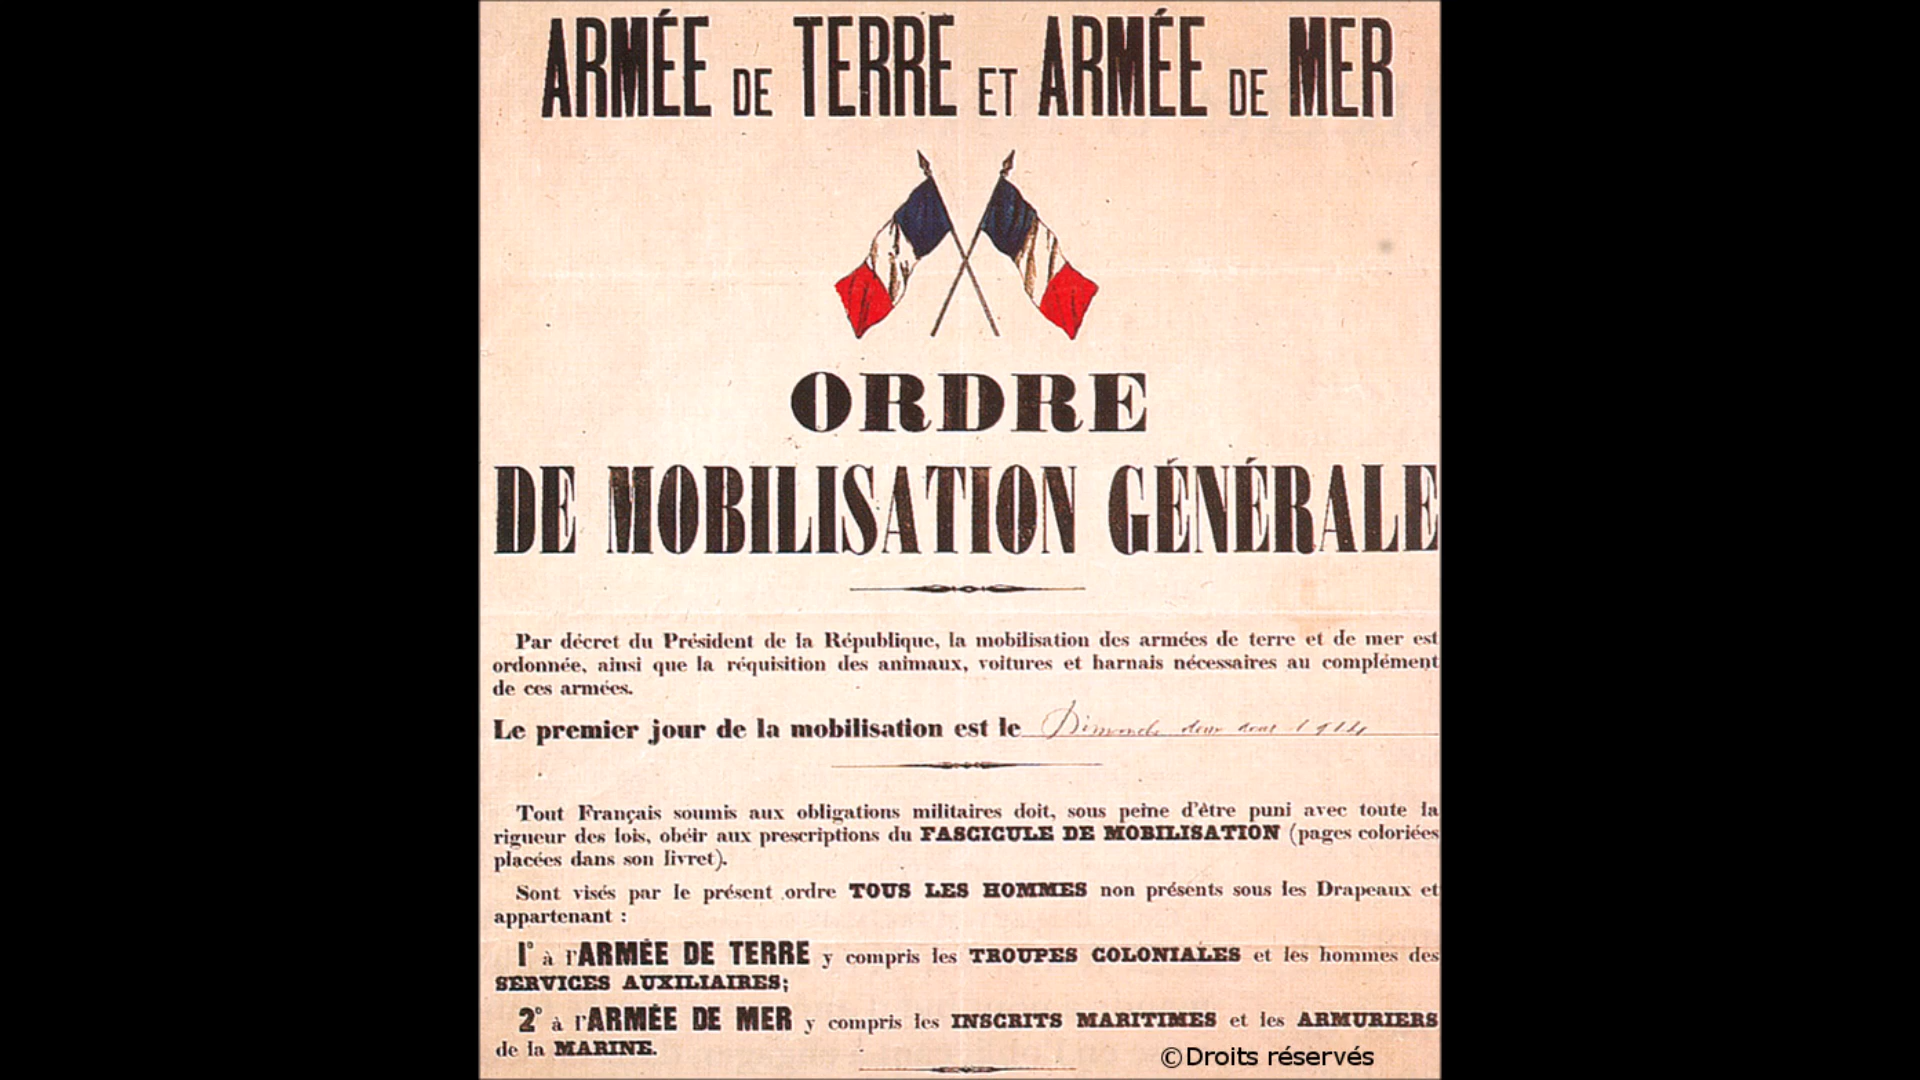 ARMÉE DE TERRE ET ARMÉE DE MER
ORDRE
DE MOBILISATION GÉNÉRALE
Par décret du Président de la République, la mobilisation des armées de terre et de mer est
ordonnée, ainsi que la réquisition des animaux, voitures et harnais nécessaires au complément
de ces armées.
Le premier jour de la mobilisation est le Dimanche deux août 1914
Tout Français soumis aux obligations militaires doit, sous peine d'être puni avec toute la
rigueur des lois, obéir aux prescriptions du FASCICULE DE MOBILISATION (pages coloriées
placées dans son livret).
Sont visés par le présent ordre TOUS LES HOMMES non présents sous les Drapeaux et
appartenant :
1° à l'ARMÉE DE TERRE y compris les TROUPES COLONIALES et les hommes des
SERVICES AUXILIAIRES;
2° à l'ARMÉE DE MER y compris les INSCRITS MARITIMES et les ARMURIERS
de la MARINE.
©Droits réservés